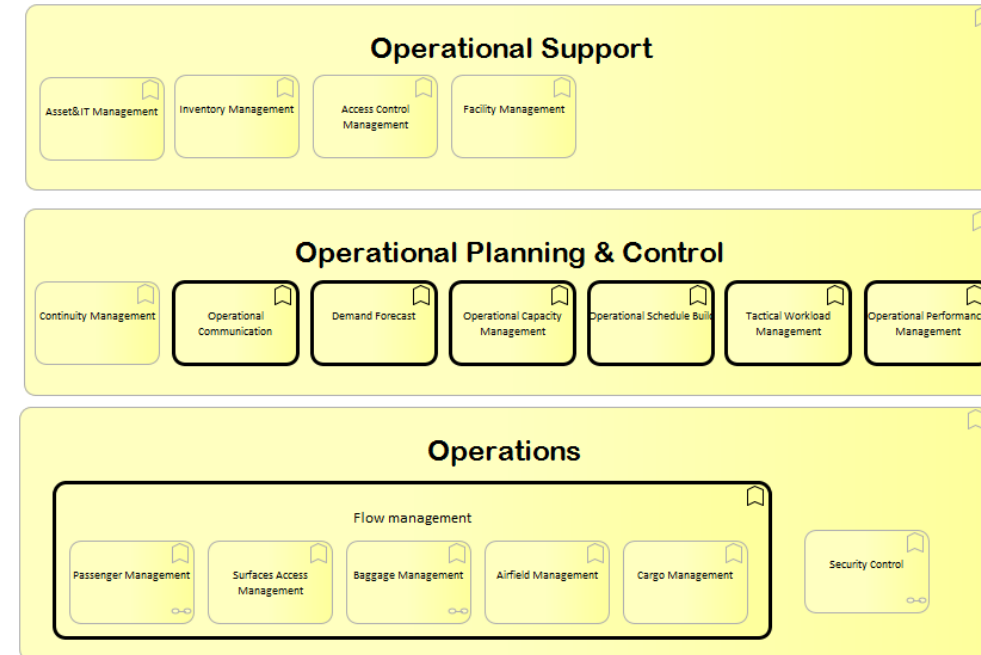 Operational Support
Asset&IT Management
Inventory Management
Access Control
Management
Facility Management
Operational Planning & Control
Continuity Management
Operational
Communication
Demand Forecast
Operational Capacity
Management
Operational Schedule Buil
Tactical Workload
Management
Operational Performanc
Management
Operations
Flow management
Passenger Management
Surfaces Access
Management
Baggage Management
Airfield Management
Cargo Management
Security Control